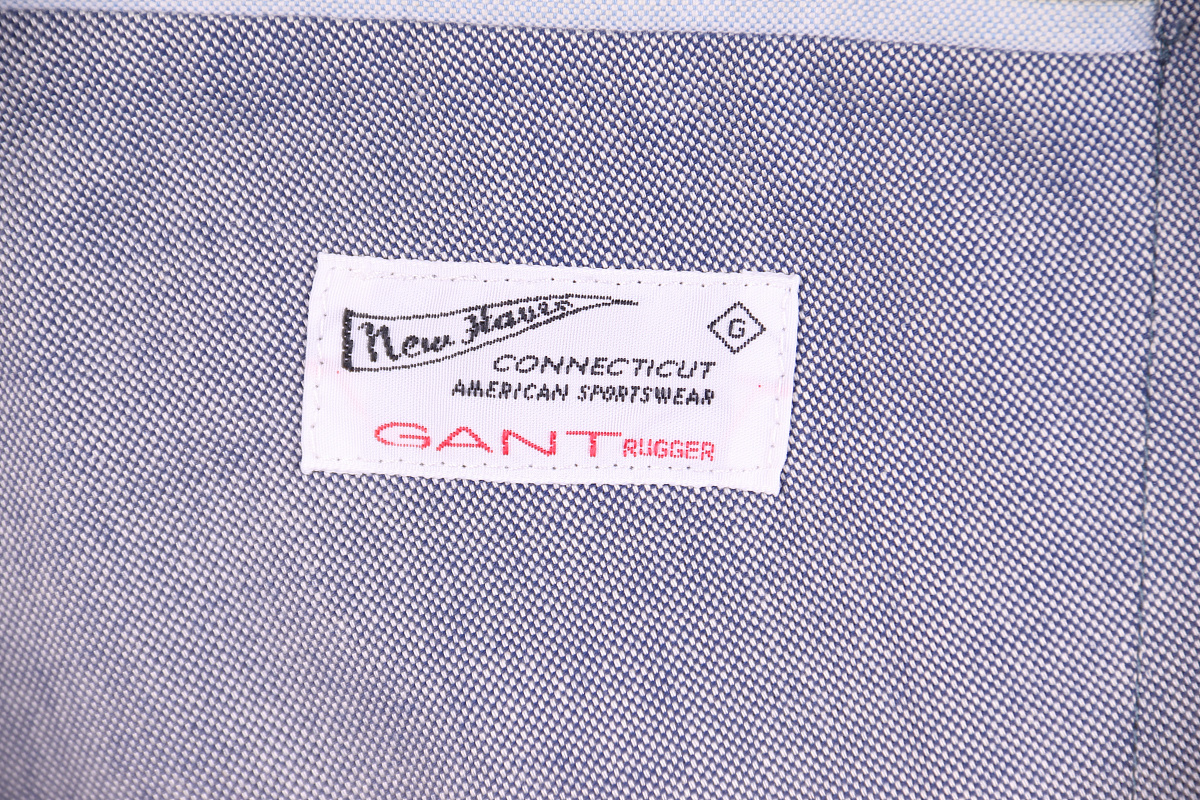 New Haven
G
CONNECTICUT
AMERICAN SPORTSWEAR
GANT RUGGER